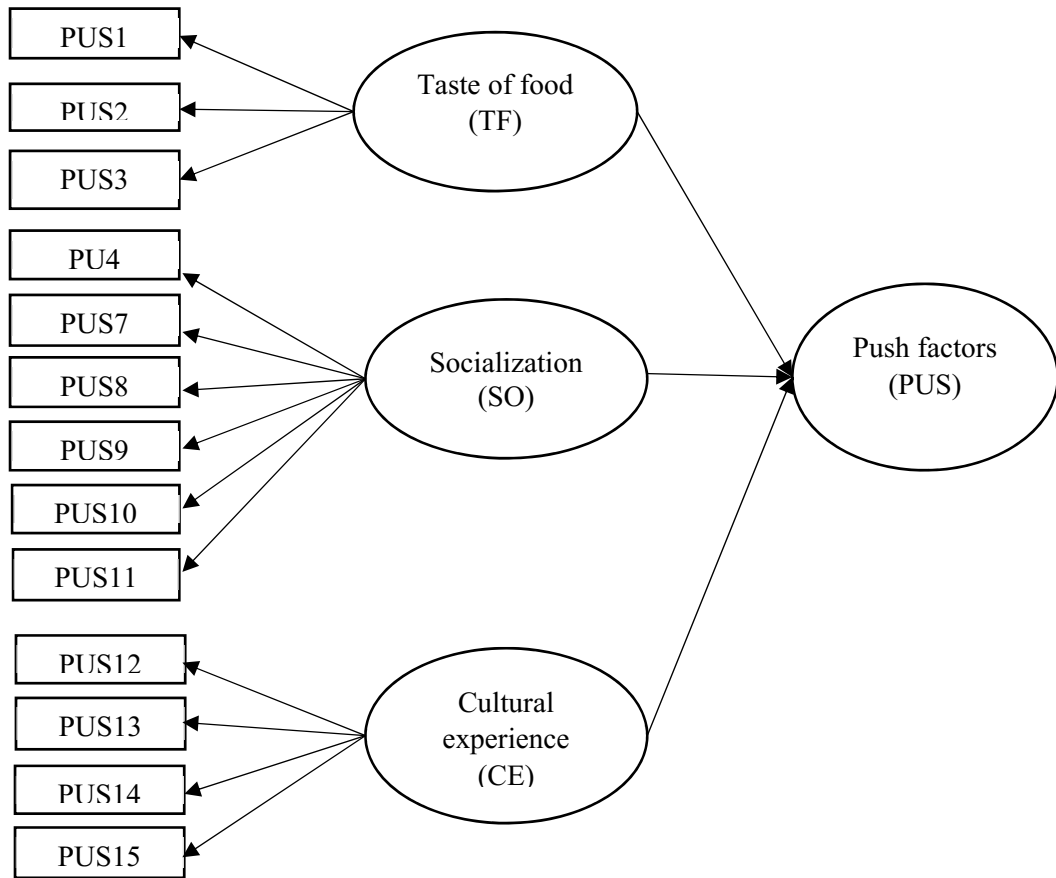 PUS1
PUS2
PUS3
PU4
PUS7
PUS8
PUS9
PUS10
PUS11
PUS12
PUS13
PUS14
PUS15
Taste of food
(TF)
Socialization
(SO)
Cultural
experience
(CE)
Push factors
(PUS)